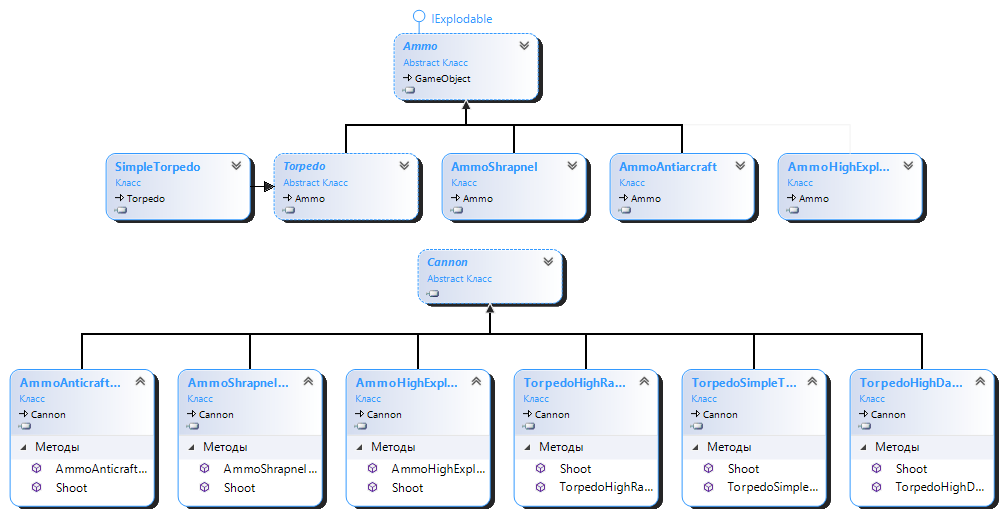 IExplodable
Ammo
Abstract Класс
GameObject
SimpleTorpedo
Класс
Torpedo
Torpedo
Abstract Класс
Ammo
AmmoShrapnel
Класс
Ammo
AmmoAntiarcraft
Класс
Ammo
AmmoHighExpl...
Класс
Ammo
Cannon
Abstract Класс
AmmoAnticraft...
Класс
Cannon
Методы
AmmoAnticraft...
Shoot
AmmoShrapnel...
Класс
Cannon
Методы
AmmoShrapnel...
Shoot
AmmoHighExpl...
Класс
Cannon
Методы
AmmoHighExpl...
Shoot
TorpedoHighRa...
Класс
Cannon
Методы
Shoot
TorpedoHighRa...
TorpedoSimpleT...
Класс
Cannon
Методы
Shoot
TorpedoSimple...
TorpedoHighDa...
Класс
Cannon
Методы
Shoot
TorpedoHighD...